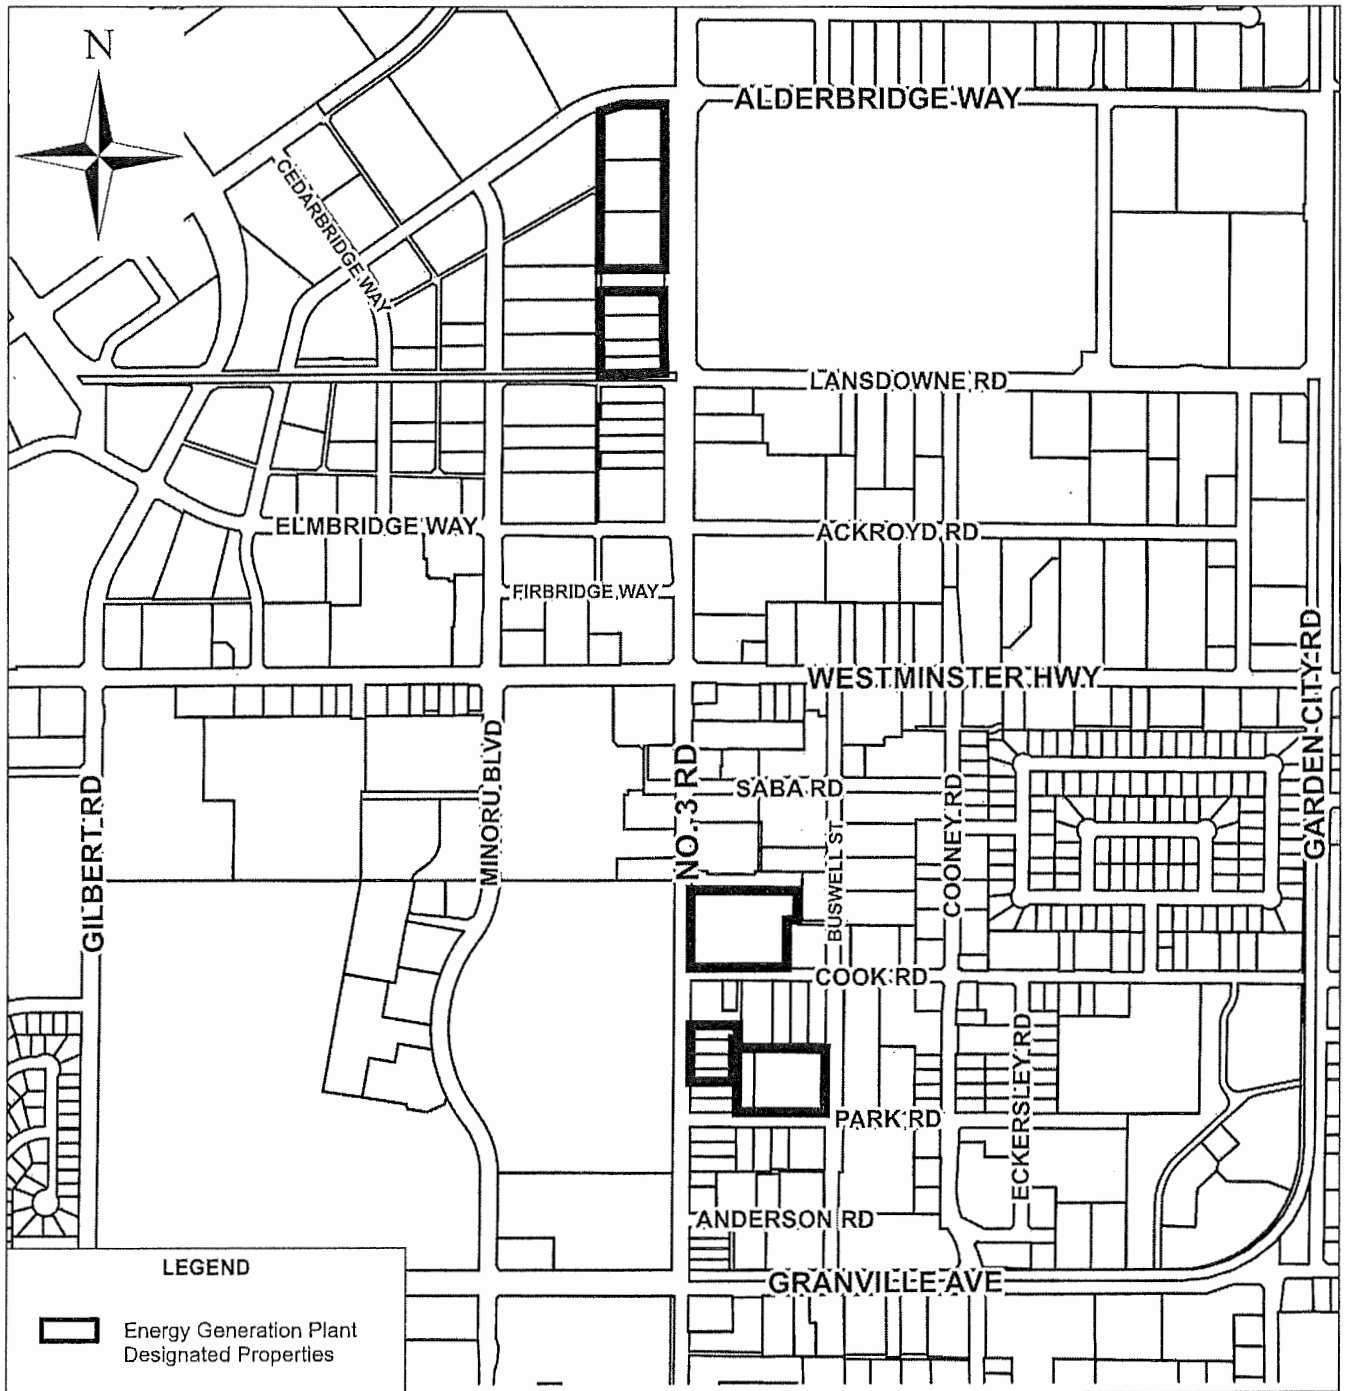 N
ALDERBRIDGE WAY
CEDARBRIDGE WAY
LANSDOWNE RD
ELMBRIDGE WAY
ACKROYD RD
FIRBRIDGE WAY
WESTMINSTER HWY
GILBERT RD
MINORU BLVD
NO. 3 RD
SABA RD
BUSWELL ST
COONEY RD
GARDEN CITY RD
COOK RD
ECKERSLEY RD
PARK RD
ANDERSON RD
GRANVILLE AVE
LEGEND
Energy Generation Plant
Designated Properties